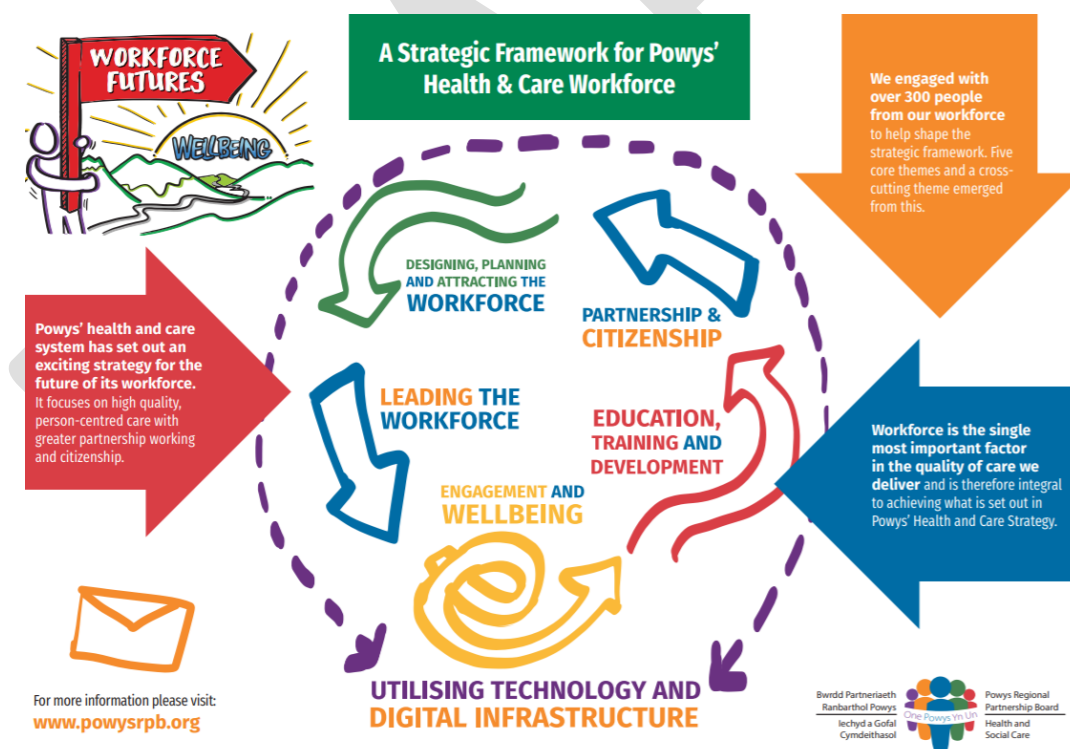 WORKFORCE
FUTURES
WELLBEING
A Strategic Framework for Powys'
Health & Care Workforce
We engaged with
over 300 people
from our workforce
to help shape the
strategic framework. Five
core themes and a cross-
cutting theme emerged
from this.
DESIGNING, PLANNING
AND ATTRACTING THE
WORKFORCE
PARTNERSHIP &
CITIZENSHIP
Powys' health and care
system has set out an
exciting strategy for the
future of its workforce.
It focuses on high quality,
person-centred care with
greater partnership working
and citizenship.
LEADING THE
WORKFORCE
EDUCATION,
TRAINING AND
DEVELOPMENT
Workforce is the single
most important factor
in the quality of care we
deliver and is therefore integral
to achieving what is set out in
Powys' Health and Care Strategy.
ENGAGEMENT AND
WELLBEING
UTILISING TECHNOLOGY AND
DIGITAL INFRASTRUCTURE
For more information please visit:
www.powysrpb.org
Bwrdd Partneriaeth
Ranbarthol Powys
Iechyd a Gofal
Cymdeithasol
One Powys Yn Un
Powys Regional
Partnership Board
Health and
Social Care